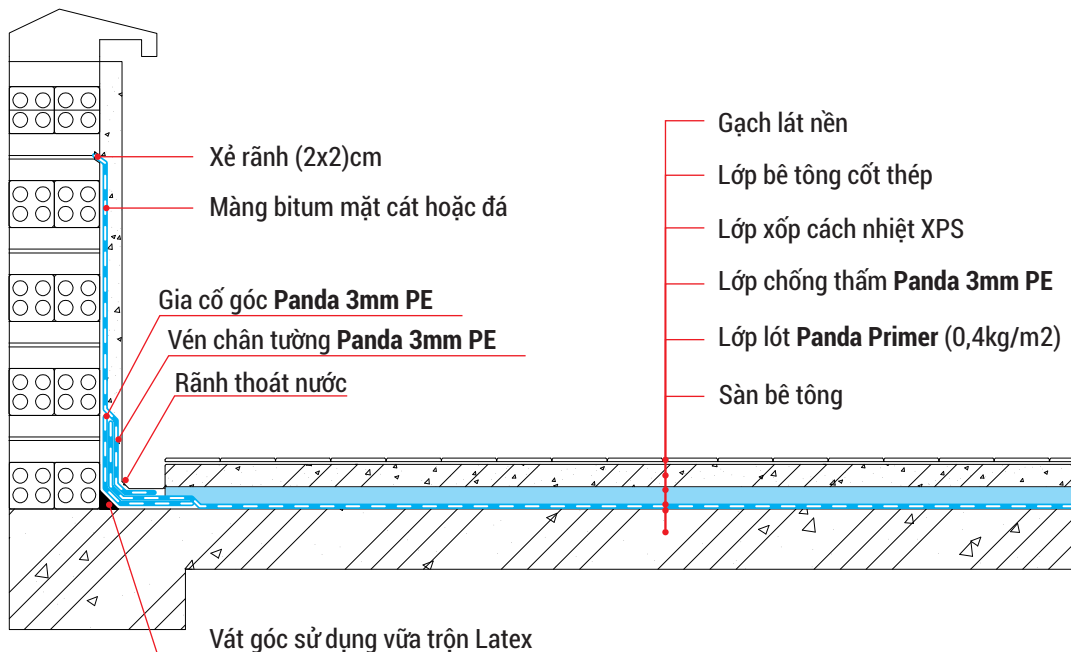 Xẻ rãnh (2x2)cm
Màng bitum mặt cát hoặc đá
Gia cố góc Panda 3mm PE
Vén chân tường Panda 3mm PE
Rãnh thoát nước
Gạch lát nền
Lớp bê tông cốt thép
Lớp xốp cách nhiệt XPS
Lớp chống thấm Panda 3mm PE
Lớp lót Panda Primer (0,4kg/m2)
Sàn bê tông
Vát góc sử dụng vữa trộn Latex